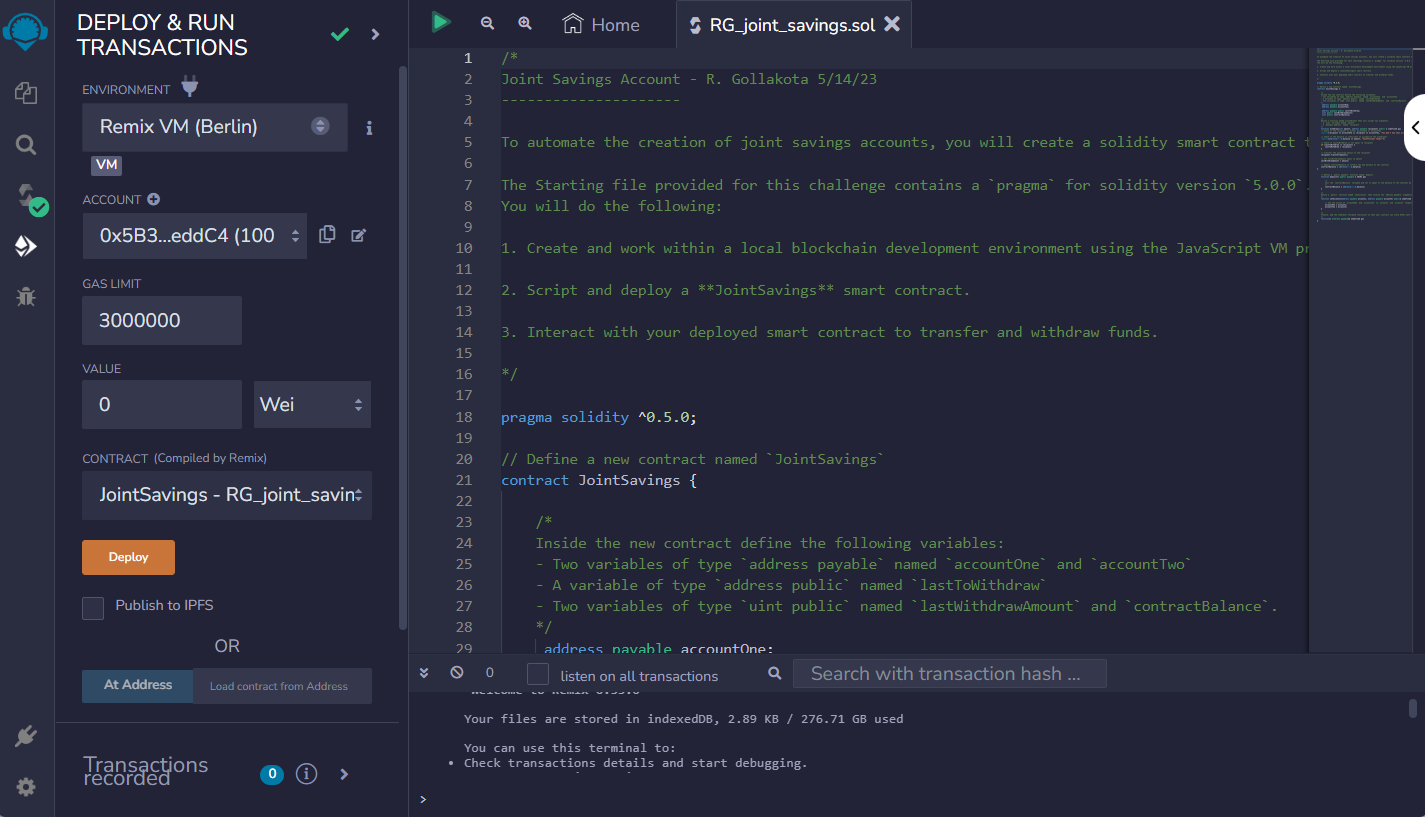 DEPLOY & RUN
TRANSACTIONS
ENVIRONMENT
Remix VM (Berlin)
VM
ACCOUNT
0x5B3...eddC4 (100
GAS LIMIT
3000000
VALUE
0
Wei
CONTRACT (Compiled by Remix)
JointSavings - RG_joint_savin
Deploy
Publish to IPFS
OR
At Address
Load contract from Address
Transactions
recorded
0
Home
RG_joint_savings.sol
1 /*
2 Joint Savings Account - R. Gollakota 5/14/23
3 ---------------------
4
5 To automate the creation of joint savings accounts, you will create a solidity smart contract
6
7 The Starting file provided for this challenge contains a `pragma` for solidity version `5.0.0`.
8 You will do the following:
9
10 1. Create and work within a local blockchain development environment using the JavaScript VM pr
11
12 2. Script and deploy a **JointSavings** smart contract.
13
14 3. Interact with your deployed smart contract to transfer and withdraw funds.
15
16 */
17
18 pragma solidity ^0.5.0;
19
20 // Define a new contract named `JointSavings`
21 contract JointSavings {
22
23 /*
24 Inside the new contract define the following variables:
25 - Two variables of type `address payable` named `accountOne` and `accountTwo`
26 - A variable of type `address public` named `lastToWithdraw`
27 - Two variables of type `uint public` named `lastWithdrawAmount` and `contractBalance`.
28 */
29 address payable accountOne;
0
listen on all transactions
Search with transaction hash ...
Your files are stored in indexedDB, 2.89 KB / 276.71 GB used
You can use this terminal to:
• Check transactions details and start debugging.
>